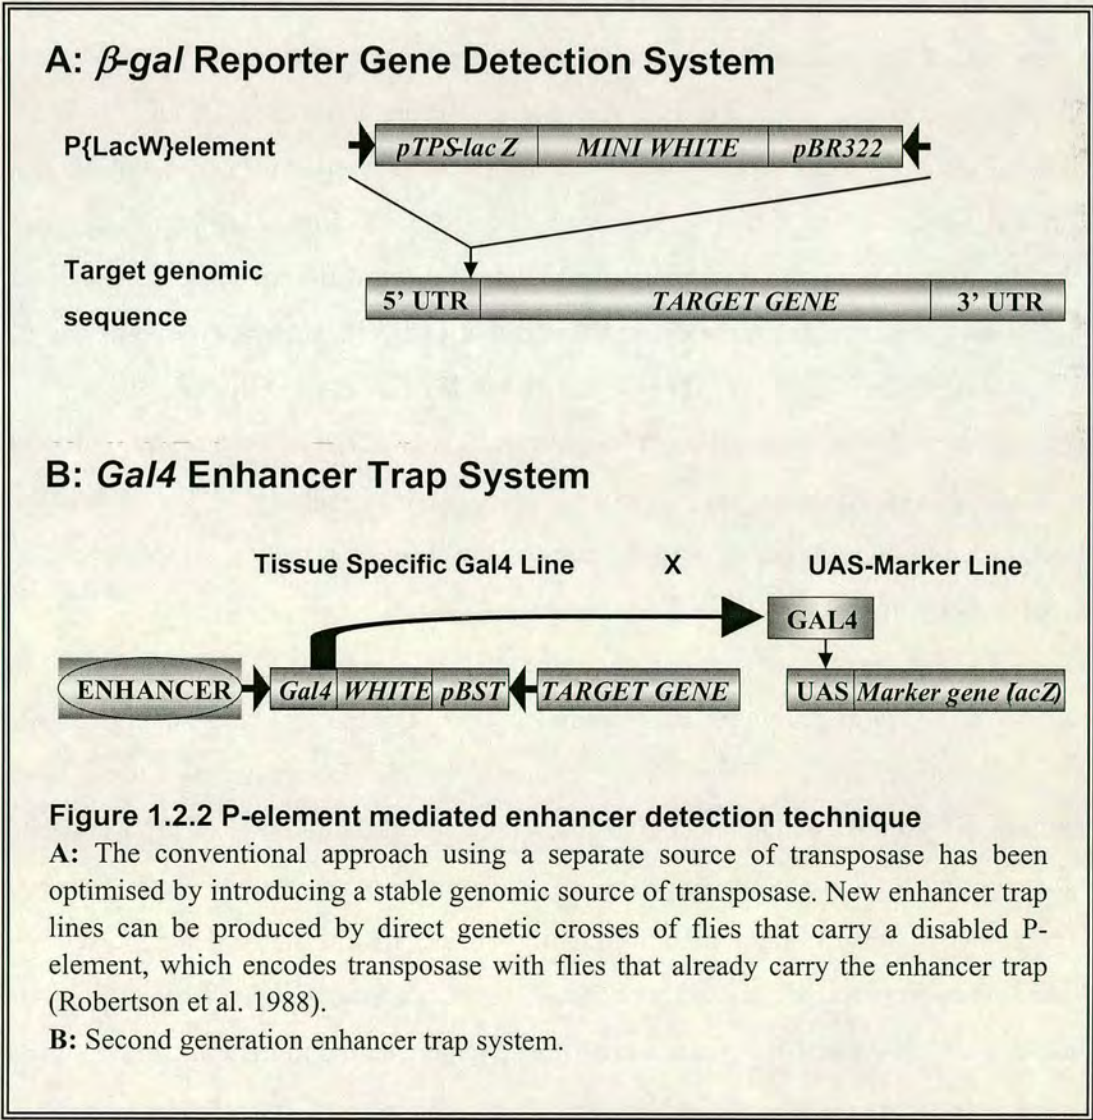 A: β-gal Reporter Gene Detection System
P{LacW}element
pTPS-lac Z MINI WHITE pBR322
Target genomic
sequence
5' UTR TARGET GENE 3' UTR
B: Gal4 Enhancer Trap System
Tissue Specific Gal4 Line X UAS-Marker Line
GAL4
ENHANCER Gal4 WHITE pBST TARGET GENE UAS Marker gene (lacZ)
Figure 1.2.2 P-element mediated enhancer detection technique
A: The conventional approach using a separate source of transposase has been
optimised by introducing a stable genomic source of transposase. New enhancer trap
lines can be produced by direct genetic crosses of flies that carry a disabled P-
element, which encodes transposase with flies that already carry the enhancer trap
(Robertson et al. 1988).
B: Second generation enhancer trap system.